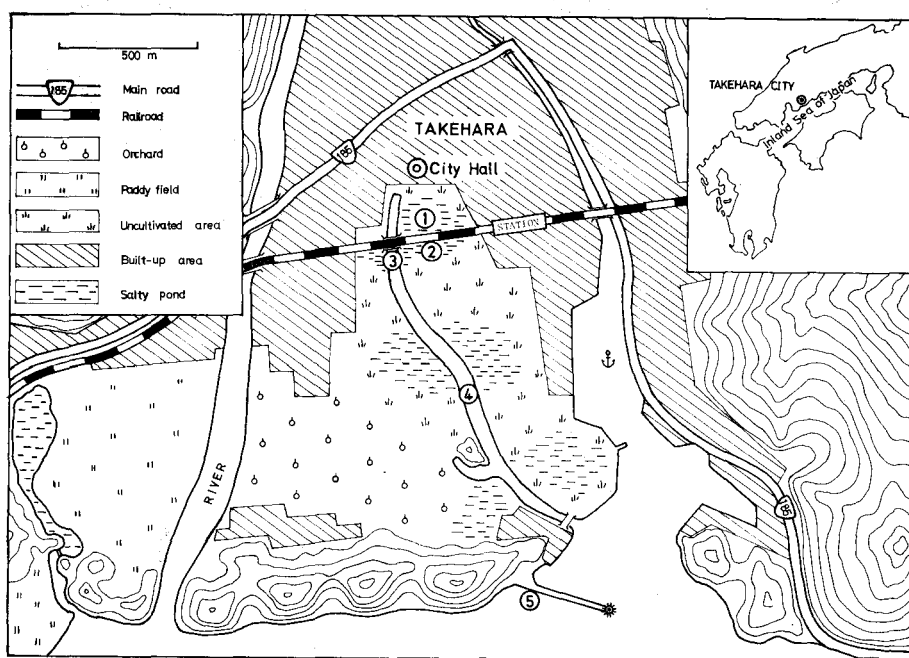 500 m
185
Main road
Railroad
Orchard
Paddy field
Uncultivated area
Built-up area
Salty pond
TAKEHARA
City Hall
185
STATION
1
2
3
4
5
RIVER
185
TAKEHARA CITY
Inland Sea of Japan